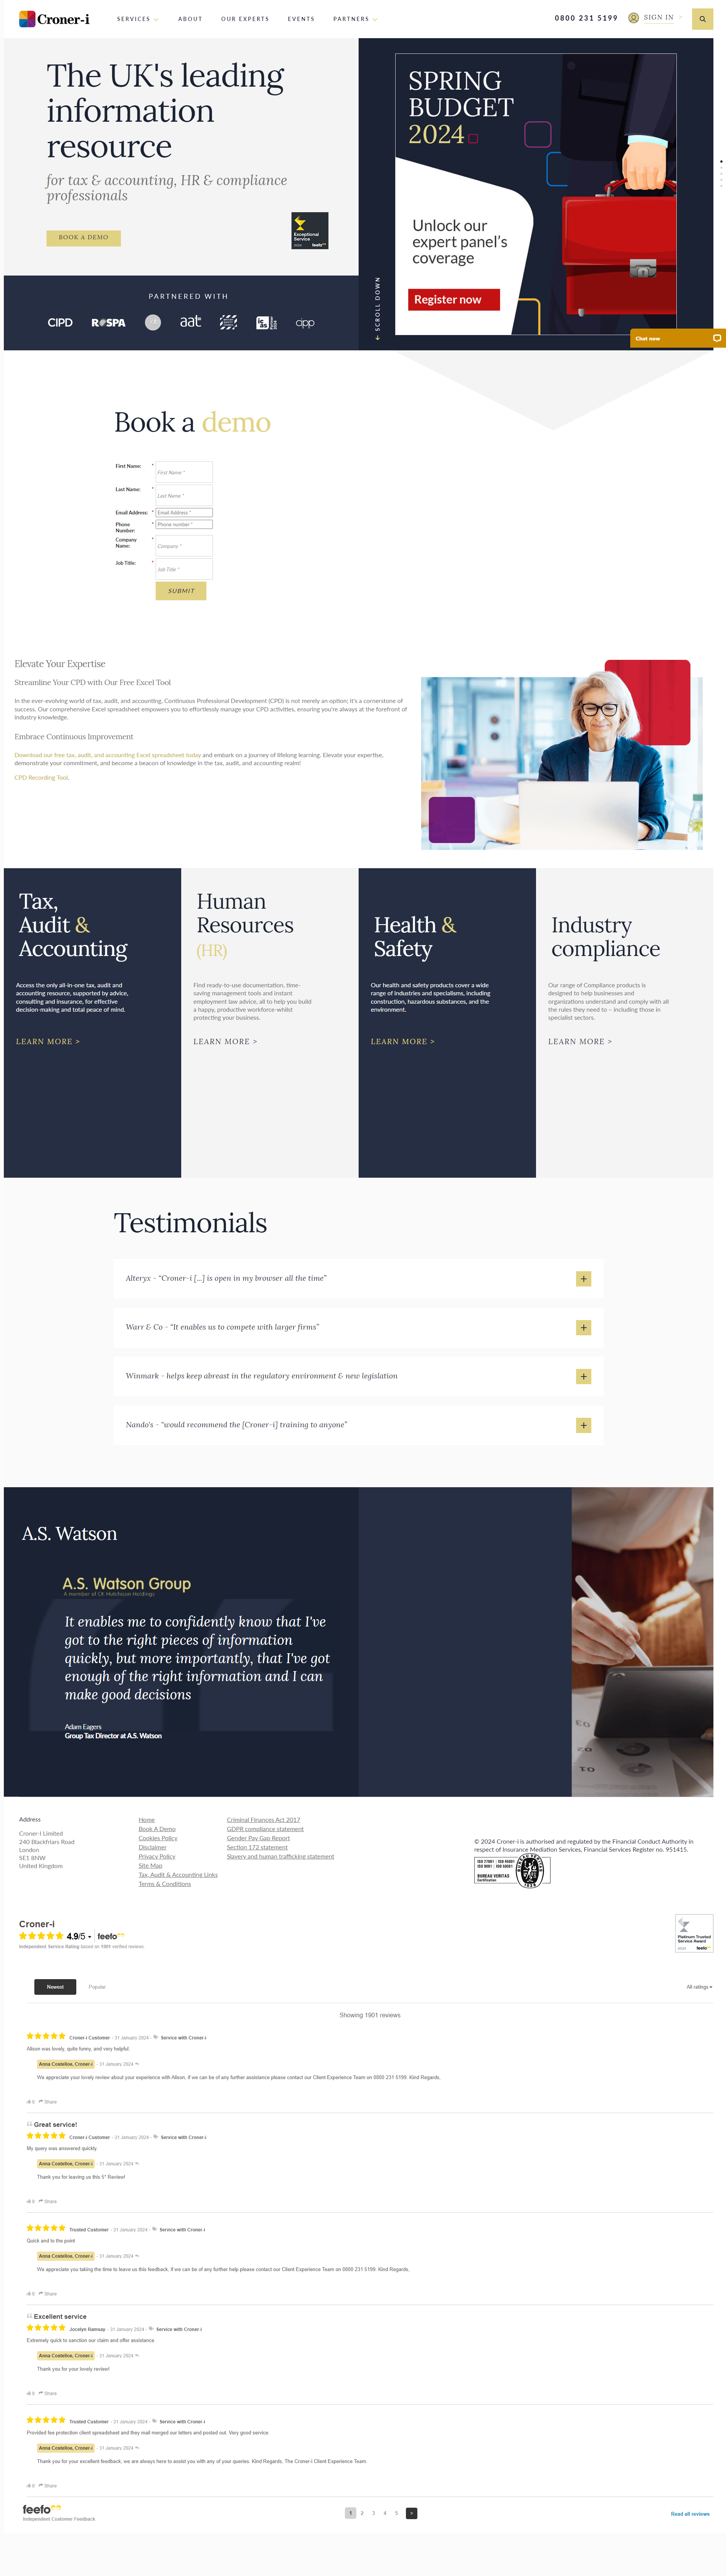 Croner-i
SERVICES
ABOUT
OUR EXPERTS
EVENTS
PARTNERS
0800 231 5199
SIGN IN
The UK's leading
information
resource
for tax & accounting, HR & compliance
professionals
BOOK A DEMO
Exceptional
Service
2024 feefo
PARTNERED WITH
CIPD
ROSPA
aat
cipp
SPRING
BUDGET
2024
Unlock our
expert panel's
coverage
Register now
SCROLL DOWN
Chat now
Book a demo
First Name: *
First Name *
Last Name: *
Last Name *
Email Address: *
Email Address *
Phone
Number: *
Phone number *
Company
Name: *
Company *
Job Title: *
Job Title *
SUBMIT
Elevate Your Expertise
Streamline Your CPD with Our Free Excel Tool
In the ever-evolving world of tax, audit, and accounting, Continuous Professional Development (CPD) is not merely an option; it's a cornerstone of
success. Our comprehensive Excel spreadsheet empowers you to effortlessly manage your CPD activities, ensuring you're always at the forefront of
industry knowledge.
Embrace Continuous Improvement
Download our free tax, audit, and accounting Excel spreadsheet today and embark on a journey of lifelong learning. Elevate your expertise,
demonstrate your commitment, and become a beacon of knowledge in the tax, audit, and accounting realm!
CPD Recording Tool.
Tax,
Audit &
Accounting
Access the only all-in-one tax, audit and
accounting resource, supported by advice,
consulting and insurance, for effective
decision-making and total peace of mind.
LEARN MORE >
Human
Resources
(HR)
Find ready-to-use documentation, time-
saving management tools and instant
employment law advice, all to help you build
a happy, productive workforce-whilst
protecting your business.
LEARN MORE >
Health &
Safety
Our health and safety products cover a wide
range of industries and specialisms, including
construction, hazardous substances, and the
environment.
LEARN MORE >
Industry
compliance
Our range of Compliance products is
designed to help businesses and
organisations understand and comply with all
the rules they need to – including those in
specialist sectors.
LEARN MORE >
Testimonials
Alteryx - "Croner-i [...] is open in my browser all the time"
Warr & Co - "It enables us to compete with larger firms"
Winmark - helps keep abreast in the regulatory environment & new legislation
Nando's - "would recommend the [Croner-i] training to anyone"
A.S. Watson
A.S. Watson Group
A member of CK Hutchison Holdings
It enables me to confidently know that I've
got to the right pieces of information
quickly, but more importantly, that I've got
enough of the right information and I can
make good decisions
Adam Eagers
Group Tax Director at A.S. Watson
Address
Croner-I Limited
240 Blackfriars Road
London
SE1 8NW
United Kingdom
Home
Book A Demo
Cookies Policy
Disclaimer
Privacy Policy
Site Map
Tax, Audit & Accounting Links
Terms & Conditions
Criminal Finances Act 2017
GDPR compliance statement
Gender Pay Gap Report
Section 172 statement
Slavery and human trafficking statement
© 2024 Croner-i is authorised and regulated by the Financial Conduct Authority in
respect of Insurance Mediation Services, Financial Services Register no. 951415.
BUREAU VERITAS
Certification
Croner-i
4.9/5 feefo
Independent Service Rating based on 1901 verified reviews
Platinum Trusted
Service Award
feefo
Newest
Popular
All ratings
Showing 1901 reviews
Croner-i Customer - 31 January 2024 - Service with Croner-i
Alison was lovely, quite funny, and very helpful.
Anna Costelloe, Croner-i - 31 January 2024
We appreciate your lovely review about your experience with Alison, if we can be of any further assistance please contact our Client Experience Team on 0800 231 5199. Kind Regards,
0 Share
Great service!
Croner-i Customer - 31 January 2024 - Service with Croner-i
My query was answered quickly.
Anna Costelloe, Croner-i - 31 January 2024
Thank you for leaving us this 5* Review!
0 Share
Trusted Customer - 31 January 2024 - Service with Croner-i
Quick and to the point
Anna Costelloe, Croner-i - 31 January 2024
We appreciate you taking the time to leave us this feedback, if we can be of any further help please contact our Client Experience Team on 0800 231 5199. Kind Regards,
0 Share
Excellent service
Jocelyn Ramsay - 31 January 2024 - Service with Croner-i
Extremely quick to sanction our claim and offer assistance.
Anna Costelloe, Croner-i - 31 January 2024
Thank you for your lovely review!
0 Share
Trusted Customer - 31 January 2024 - Service with Croner-i
Provided fee protection client spreadsheet and they mail merged our letters and posted out. Very good service.
Anna Costelloe, Croner-i - 31 January 2024
Thank you for your excellent feedback, we are always here to assist you with any of your queries. Kind Regards, The Croner-i Client Experience Team.
0 Share
feefo
Independent Customer Feedback
1 2 3 4 5 >
Read all reviews